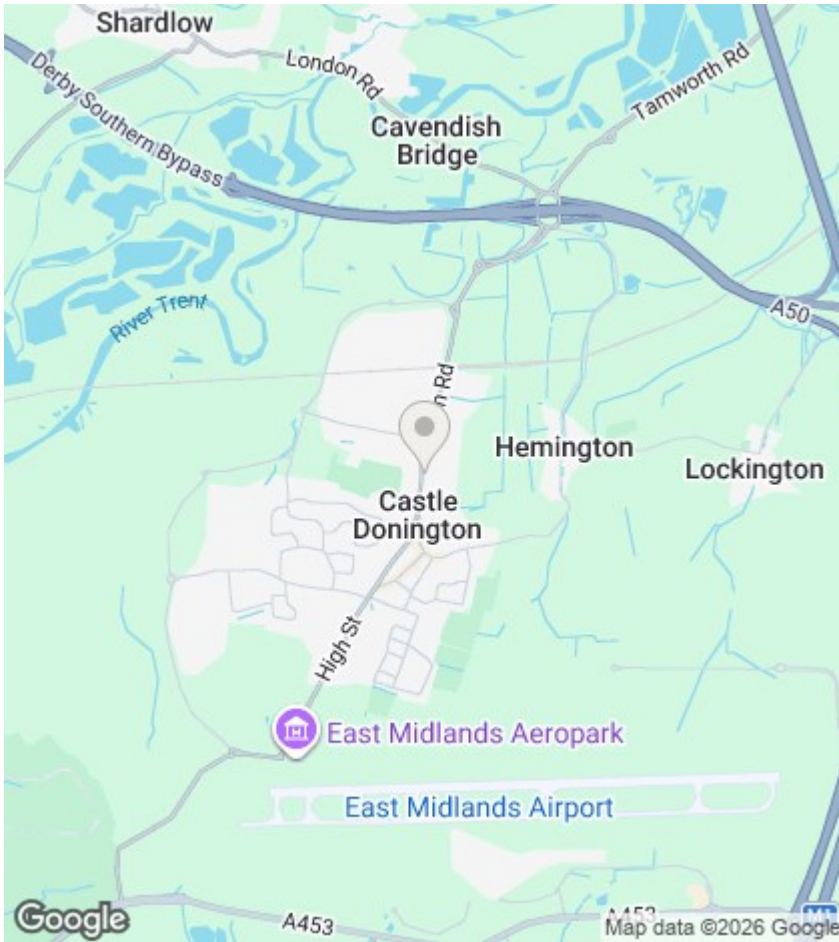 Shardlow
London Rd
Tamworth Rd
Derby Southern Bypass
Cavendish
Bridge
River Trent
A50
n Rd
Hemington
Lockington
Castle
Donington
High St
East Midlands Aeropark
East Midlands Airport
A453
A453
M1
Google
Map data ©2026 Google